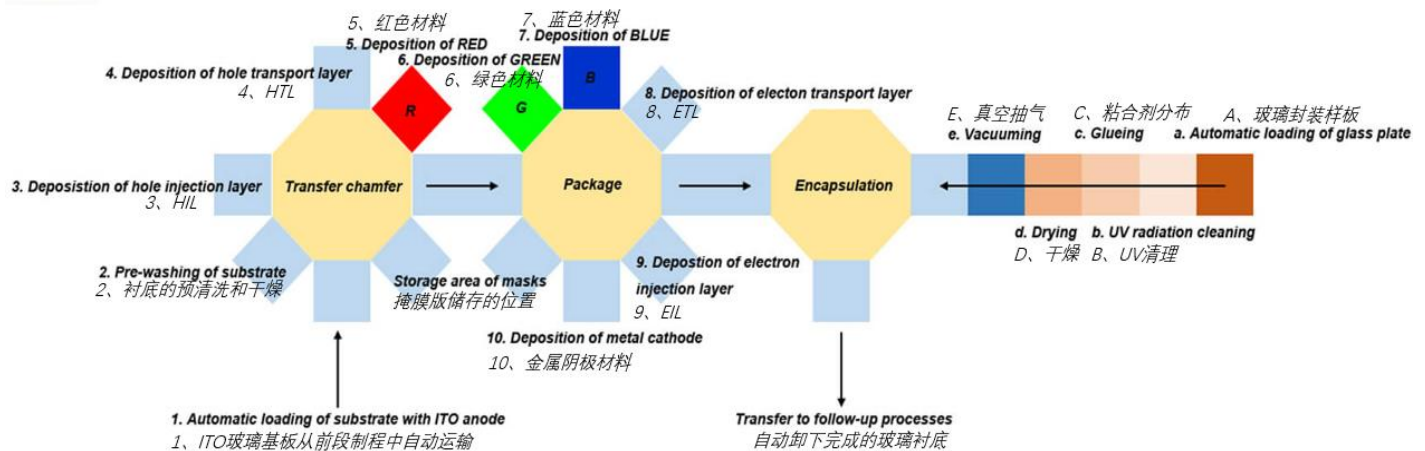 5、红色材料
5. Deposition of RED
7、蓝色材料
7. Deposition of BLUE
6. Deposition of GREEN
6、绿色材料
4. Deposition of hole transport layer
4、HTL
R
G
B
8. Deposition of electon transport layer
8、ETL
E、真空抽气
e. Vacuuming
C、粘合剂分布
c. Glueing
A、玻璃封装样板
a. Automatic loading of glass plate
3. Deposistion of hole injection layer
3、HIL
Transfer chamfer
Package
Encapsulation
d. Drying
D、干燥
b. UV radiation cleaning
B、UV清理
2. Pre-washing of substrate
2、衬底的预清洗和干燥
Storage area of masks
掩膜版储存的位置
9. Depostion of electron
injection layer
9、EIL
10. Deposition of metal cathode
10、金属阴极材料
1. Automatic loading of substrate with ITO anode
1、ITO玻璃基板从前段制程中自动运输
Transfer to follow-up processes
自动卸下完成的玻璃衬底